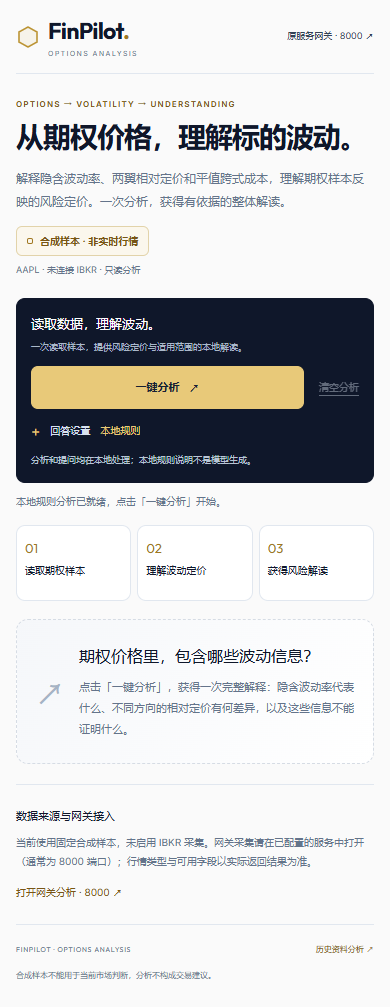 FinPilot.
OPTIONS ANALYSIS
原服务网关 · 8000 ↗
OPTIONS → VOLATILITY → UNDERSTANDING
从期权价格，理解标的波动。
解释隐含波动率、两翼相对定价和平值跨式成本，理解期权样本反
映的风险定价。一次分析，获得有依据的整体解读。
合成样本 · 非实时行情
AAPL · 未连接 IBKR · 只读分析
读取数据，理解波动。
一次读取样本，提供风险定价与适用范围的本地解读。
一键分析 ↗
清空分析
+ 回答设置 本地规则
分析和提问均在本地处理；本地规则说明不是模型生成。
本地规则分析已就绪，点击「一键分析」开始。
01
读取期权样本
02
理解波动定价
03
获得风险解读
期权价格里，包含哪些波动信息？
点击「一键分析」，获得一次完整解释：隐含波动率代表
什么、不同方向的相对定价有何差异，以及这些信息不能
证明什么。
数据来源与网关接入
当前使用固定合成样本，未启用 IBKR 采集。网关采集请在已配置的服务中打开
（通常为 8000 端口）；行情类型与可用字段以实际返回结果为准。
打开网关分析 · 8000 ↗
FINPILOT · OPTIONS ANALYSIS
历史资料分析 ↗
合成样本不能用于当前市场判断，分析不构成交易建议。